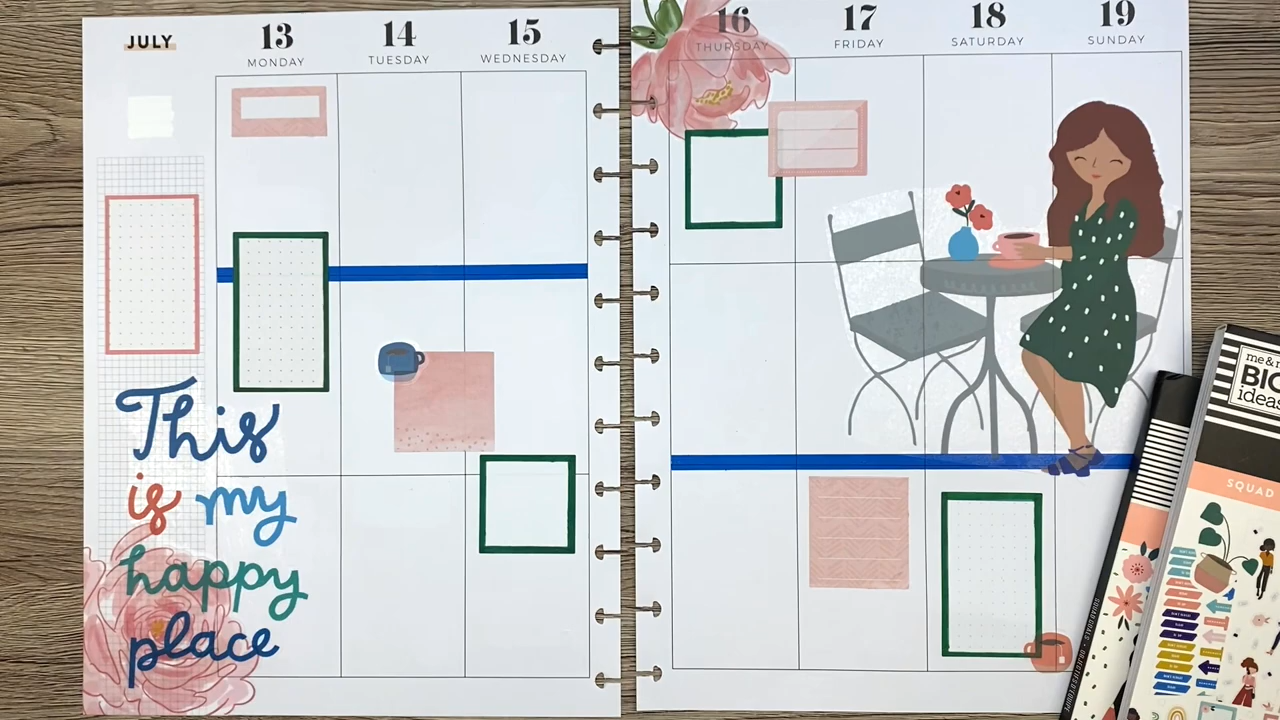 JULY
13
MONDAY
14
TUESDAY
15
WEDNESDAY
16
THURSDAY
17
FRIDAY
18
SATURDAY
19
SUNDAY
This
is my
happy
place
me &
BIG
ideas
SQUAD